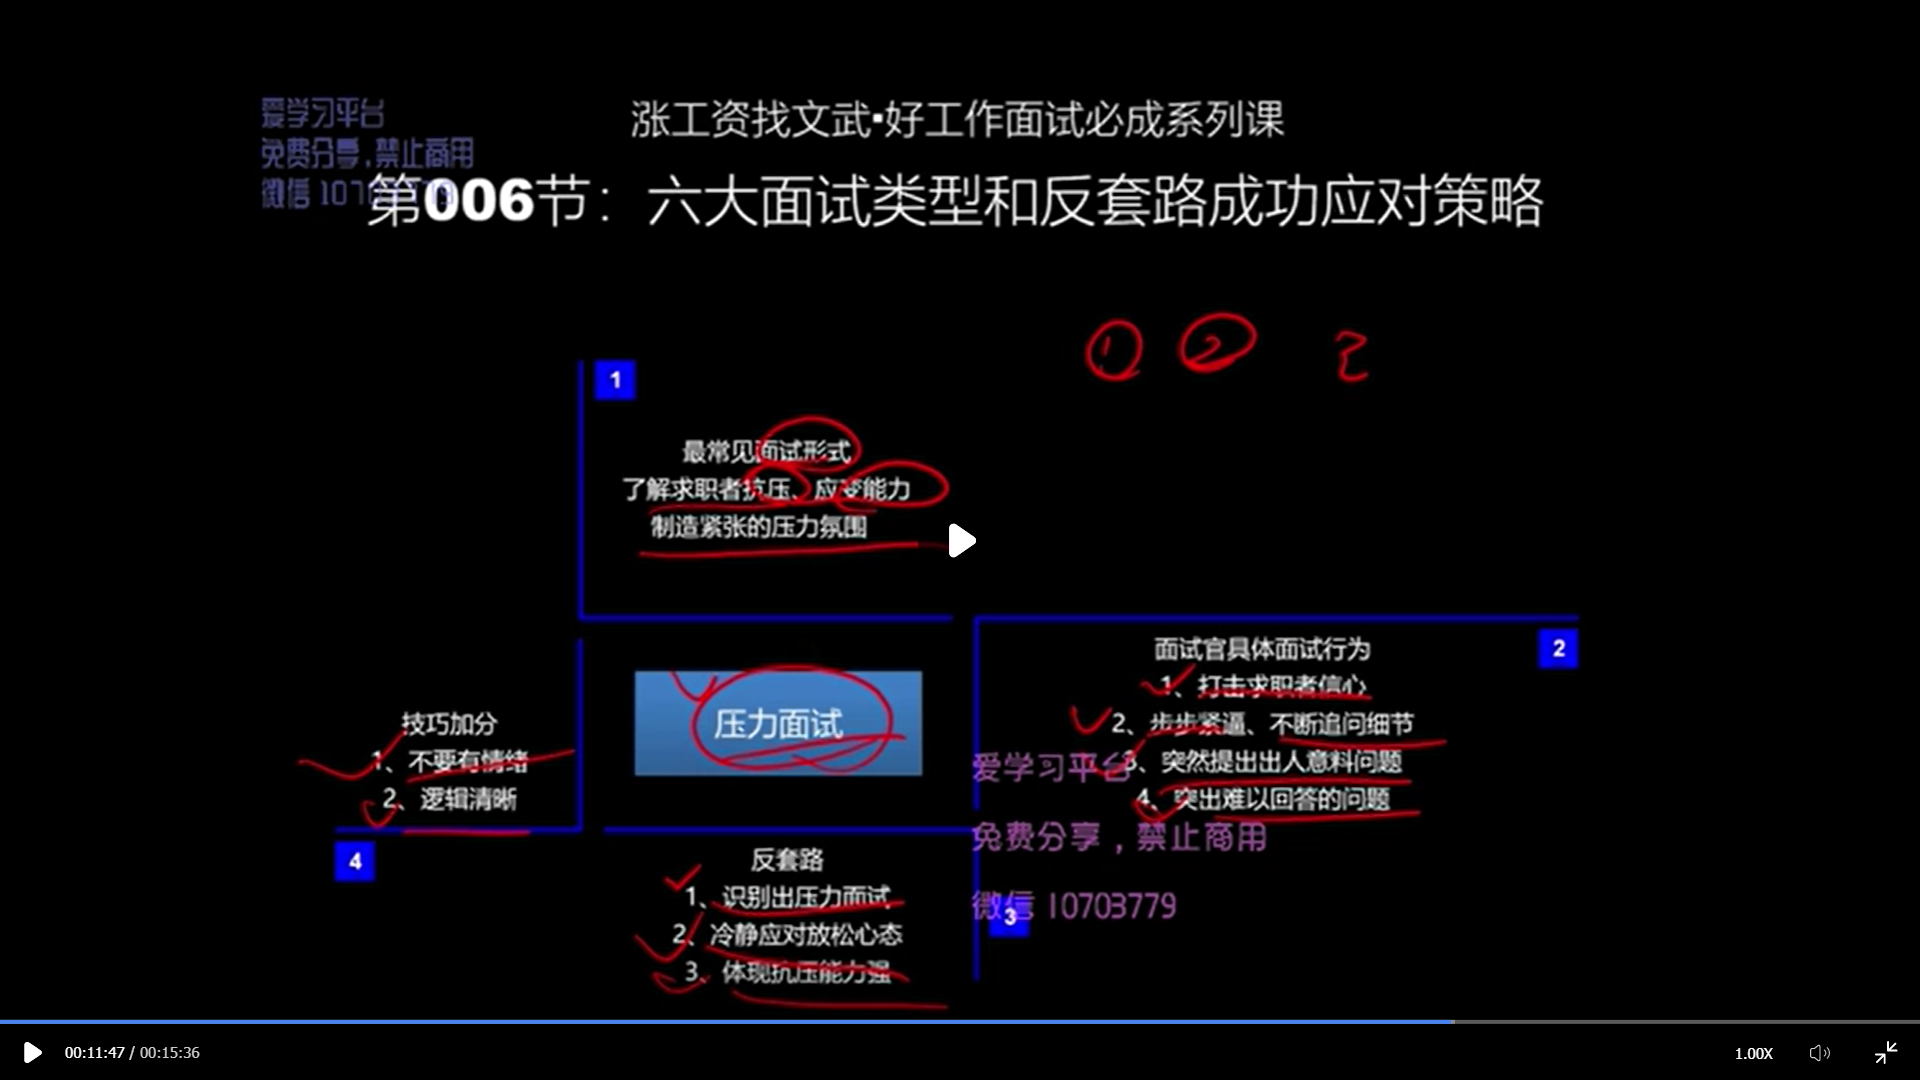 爱学习平台
免费分享,禁止商用
微信
涨工资找文武•好工作面试必成系列课
第006节：六大面试类型和反套路成功应对策略
① ② 2
1
最常见面试形式
了解求职者抗压、应变能力
制造紧张的压力氛围
2
面试官具体面试行为
1、打击求职者信心
2、步步紧逼、不断追问细节
3、突然提出出人意料问题
4、突出难以回答的问题
压力面试
技巧加分
1、不要有情绪
2、逻辑清晰
4
反套路
1、识别出压力面试
2、冷静应对放松心态
3、体现抗压能力强
3
爱学习平台
免费分享，禁止商用
微信 10703779
00:11:47 / 00:15:36
1.00X